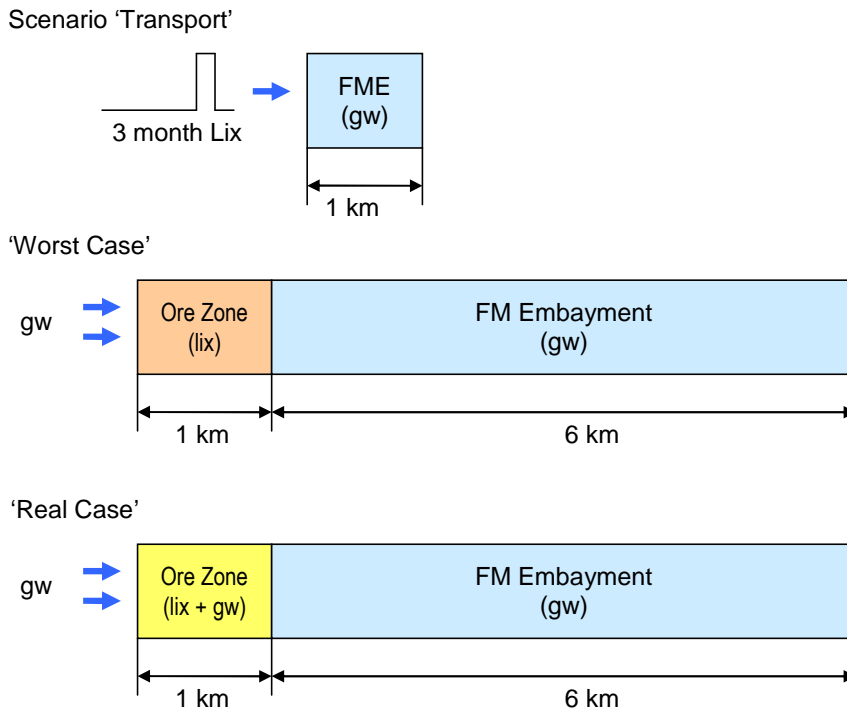 Scenario ‘Transport’
FME
(gw)
3 month Lix
1 km
‘Worst Case’
gw
Ore Zone
(lix)
FM Embayment
(gw)
1 km
6 km
‘Real Case’
gw
Ore Zone
(lix + gw)
FM Embayment
(gw)
1 km
6 km